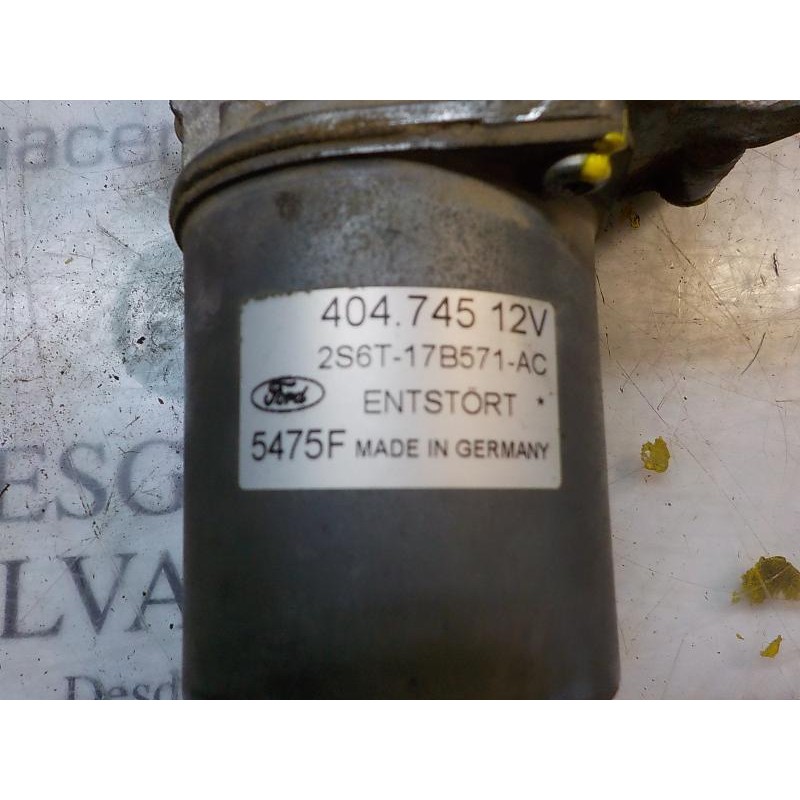 404.745 12V
2S6T-17B571-AC
Ford ENTSTÖRT *
5475F MADE IN GERMANY